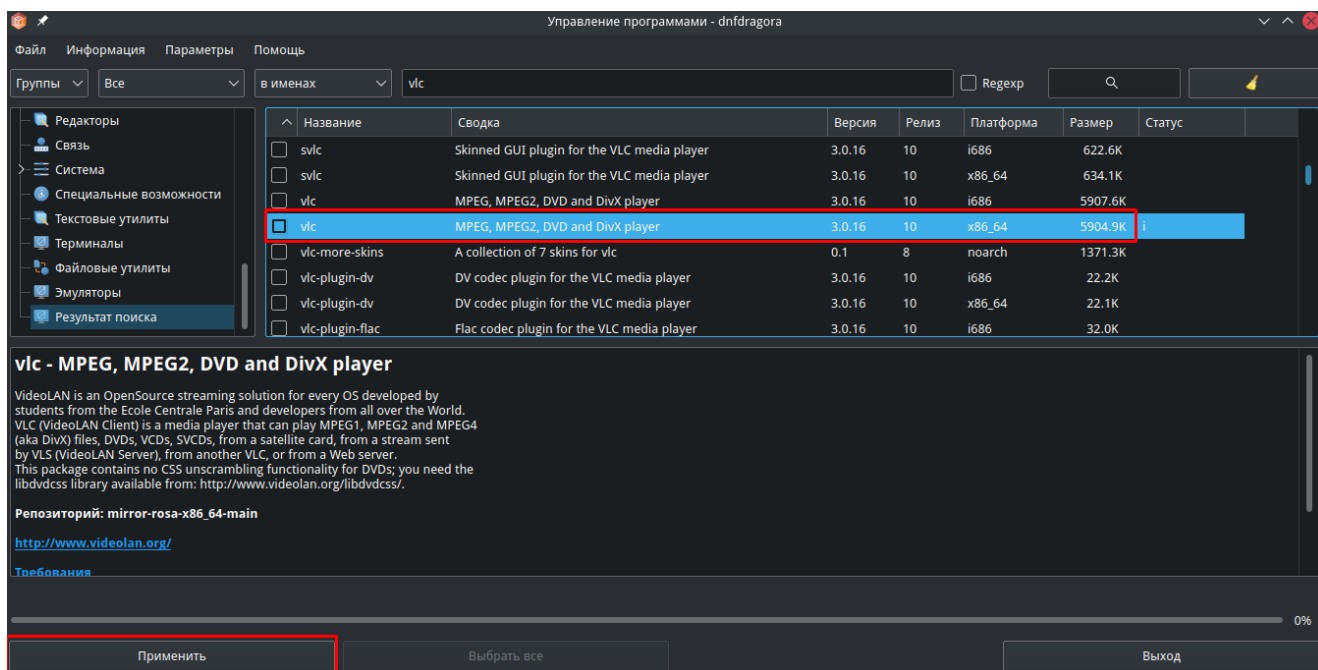 Управление программами - dnfdragora
Файл Информация Параметры Помощь
Группы Все в именах vlc Regexp
Редакторы
Связь
Система
Специальные возможности
Текстовые утилиты
Терминалы
Файловые утилиты
Эмуляторы
Результат поиска
Название Сводка Версия Релиз Платформа Размер Статус
svlc Skinned GUI plugin for the VLC media player 3.0.16 10 i686 622.6K
svlc Skinned GUI plugin for the VLC media player 3.0.16 10 x86_64 634.1K
vlc MPEG, MPEG2, DVD and DivX player 3.0.16 10 i686 5907.6K
vlc MPEG, MPEG2, DVD and DivX player 3.0.16 10 x86_64 5904.9K i
vlc-more-skins A collection of 7 skins for vlc 0.1 8 noarch 1371.3K
vlc-plugin-dv DV codec plugin for the VLC media player 3.0.16 10 i686 22.2K
vlc-plugin-dv DV codec plugin for the VLC media player 3.0.16 10 x86_64 22.1K
vlc-plugin-flac Flac codec plugin for the VLC media player 3.0.16 10 i686 32.0K
vlc - MPEG, MPEG2, DVD and DivX player
VideoLAN is an OpenSource streaming solution for every OS developed by
students from the Ecole Centrale Paris and developers from all over the World.
VLC (VideoLAN Client) is a media player that can play MPEG1, MPEG2 and MPEG4
(aka DivX) files, DVDs, VCDs, SVCDs, from a satellite card, from a stream sent
by VLS (VideoLAN Server), from another VLC, or from a Web server.
This package contains no CSS unscrambling functionality for DVDs; you need the
libdvdcss library available from: http://www.videolan.org/libdvdcss/.
Репозиторий: mirror-rosa-x86_64-main
http://www.videolan.org/
Требования
0%
Применить Выбрать все Выход